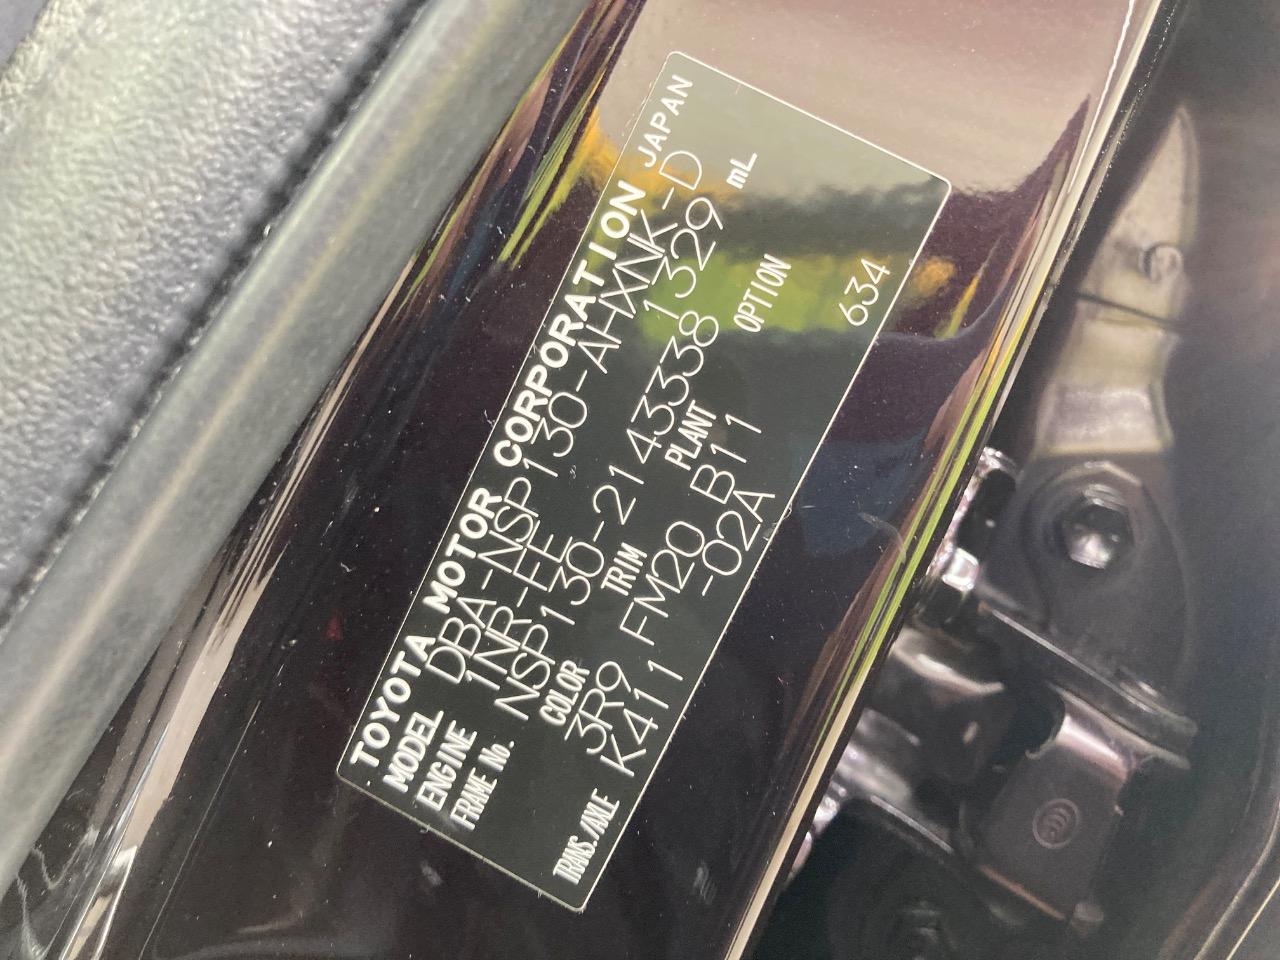 TOYOTA MOTOR CORPORATION JAPAN
MODEL DBA-NSP130-AHXNK-D
ENGINE 1NR-FE 1329 mL
FRAME No. NSP130-2143338
COLOR TRIM PLANT OPTION
3R9 FM20 B11 634
TRANS./AXLE K411 -02A